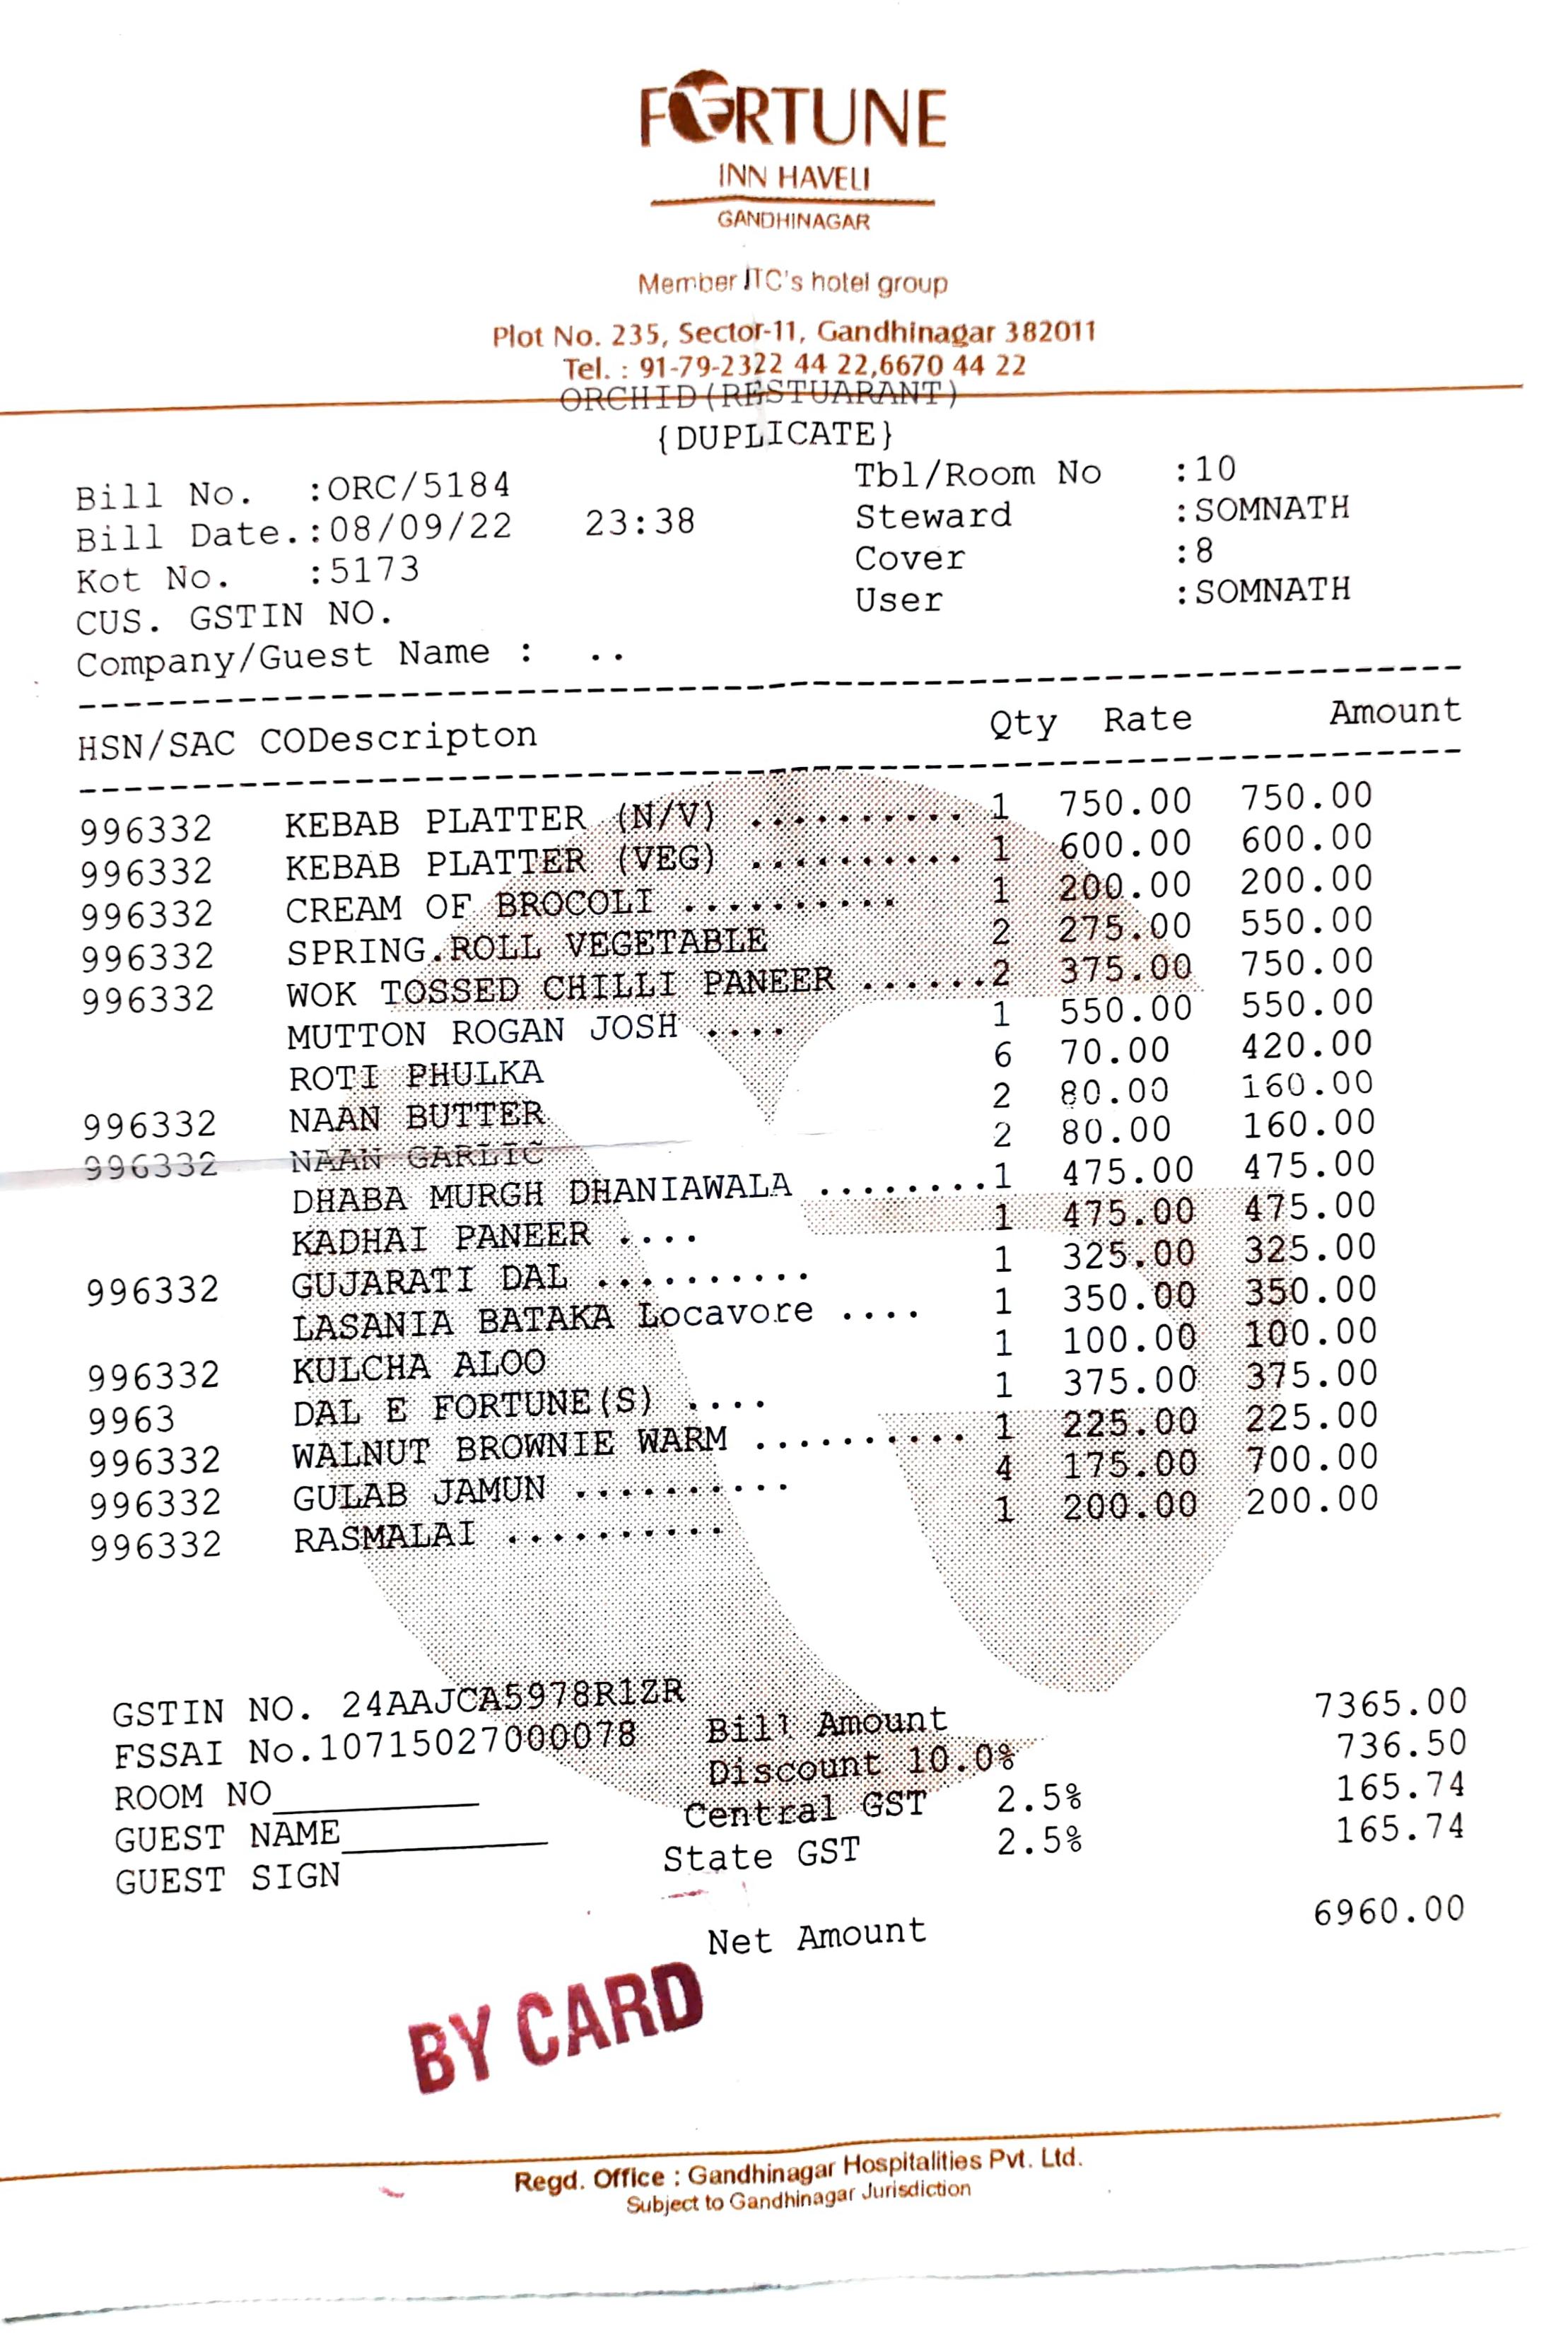 FORTUNE
INN HAVELI
GANDHINAGAR
Member ITC's hotel group
Plot No. 235, Sector-11, Gandhinagar 382011
Tel. : 91-79-2322 44 22,6670 44 22
ORCHID(RESTUARANT)
{DUPLICATE}
Bill No. :ORC/5184 Tbl/Room No :10
Bill Date.:08/09/22 23:38 Steward :SOMNATH
Kot No. :5173 Cover :8
CUS. GSTIN NO. User :SOMNATH
Company/Guest Name : ..
HSN/SAC CODescripton Qty Rate Amount
996332 KEBAB PLATTER (N/V) .......... 1 750.00 750.00
996332 KEBAB PLATTER (VEG) .......... 1 600.00 600.00
996332 CREAM OF BROCOLI .......... 1 200.00 200.00
996332 SPRING.ROLL VEGETABLE 2 275.00 550.00
996332 WOK TOSSED CHILLI PANEER ......2 375.00 750.00
MUTTON ROGAN JOSH .... 1 550.00 550.00
ROTI PHULKA 6 70.00 420.00
996332 NAAN BUTTER 2 80.00 160.00
996332 NAAN GARLIC 2 80.00 160.00
DHABA MURGH DHANIAWALA ........1 475.00 475.00
KADHAI PANEER .... 1 475.00 475.00
996332 GUJARATI DAL .......... 1 325.00 325.00
LASANIA BATAKA Locavore .... 1 350.00 350.00
996332 KULCHA ALOO 1 100.00 100.00
9963 DAL E FORTUNE(S) .... 1 375.00 375.00
996332 WALNUT BROWNIE WARM .......... 1 225.00 225.00
996332 GULAB JAMUN .......... 4 175.00 700.00
996332 RASMALAI .......... 1 200.00 200.00
GSTIN NO. 24AAJCA5978R1ZR
FSSAI No.10715027000078 Bill Amount 7365.00
ROOM NO Discount 10.0% 736.50
GUEST NAME Central GST 2.5% 165.74
GUEST SIGN State GST 2.5% 165.74
Net Amount 6960.00
BY CARD
Regd. Office : Gandhinagar Hospitalities Pvt. Ltd.
Subject to Gandhinagar Jurisdiction